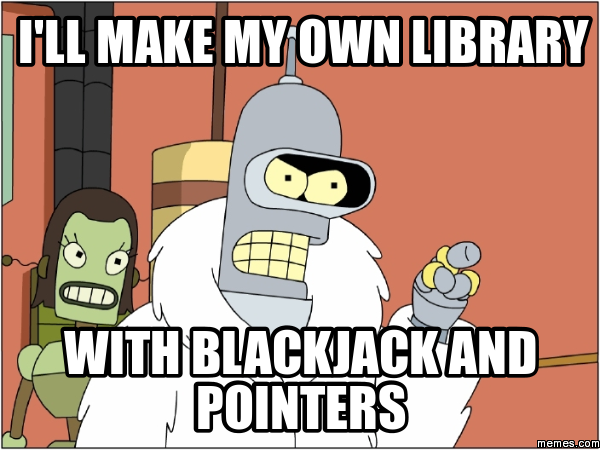 I'LL MAKE MY OWN LIBRARY
WITH BLACKJACK AND
POINTERS
memes.com